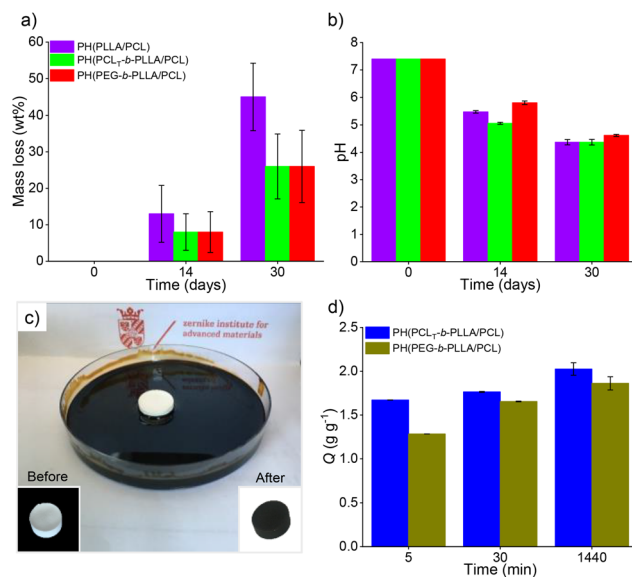 a)
PH(PLLA/PCL)
PH(PCLT-b-PLLA/PCL)
PH(PEG-b-PLLA/PCL)
Mass loss (wt%)
60
50
40
30
20
10
0
0 14 30
Time (days)
b)
pH
8
7
6
5
4
3
2
1
0
0 14 30
Time (days)
c)
zernike institute for
advanced materials
Before
After
d)
PH(PCLT-b-PLLA/PCL)
PH(PEG-b-PLLA/PCL)
Q (g g-1)
2.5
2.0
1.5
1.0
0.5
0.0
5 30 1440
Time (min)